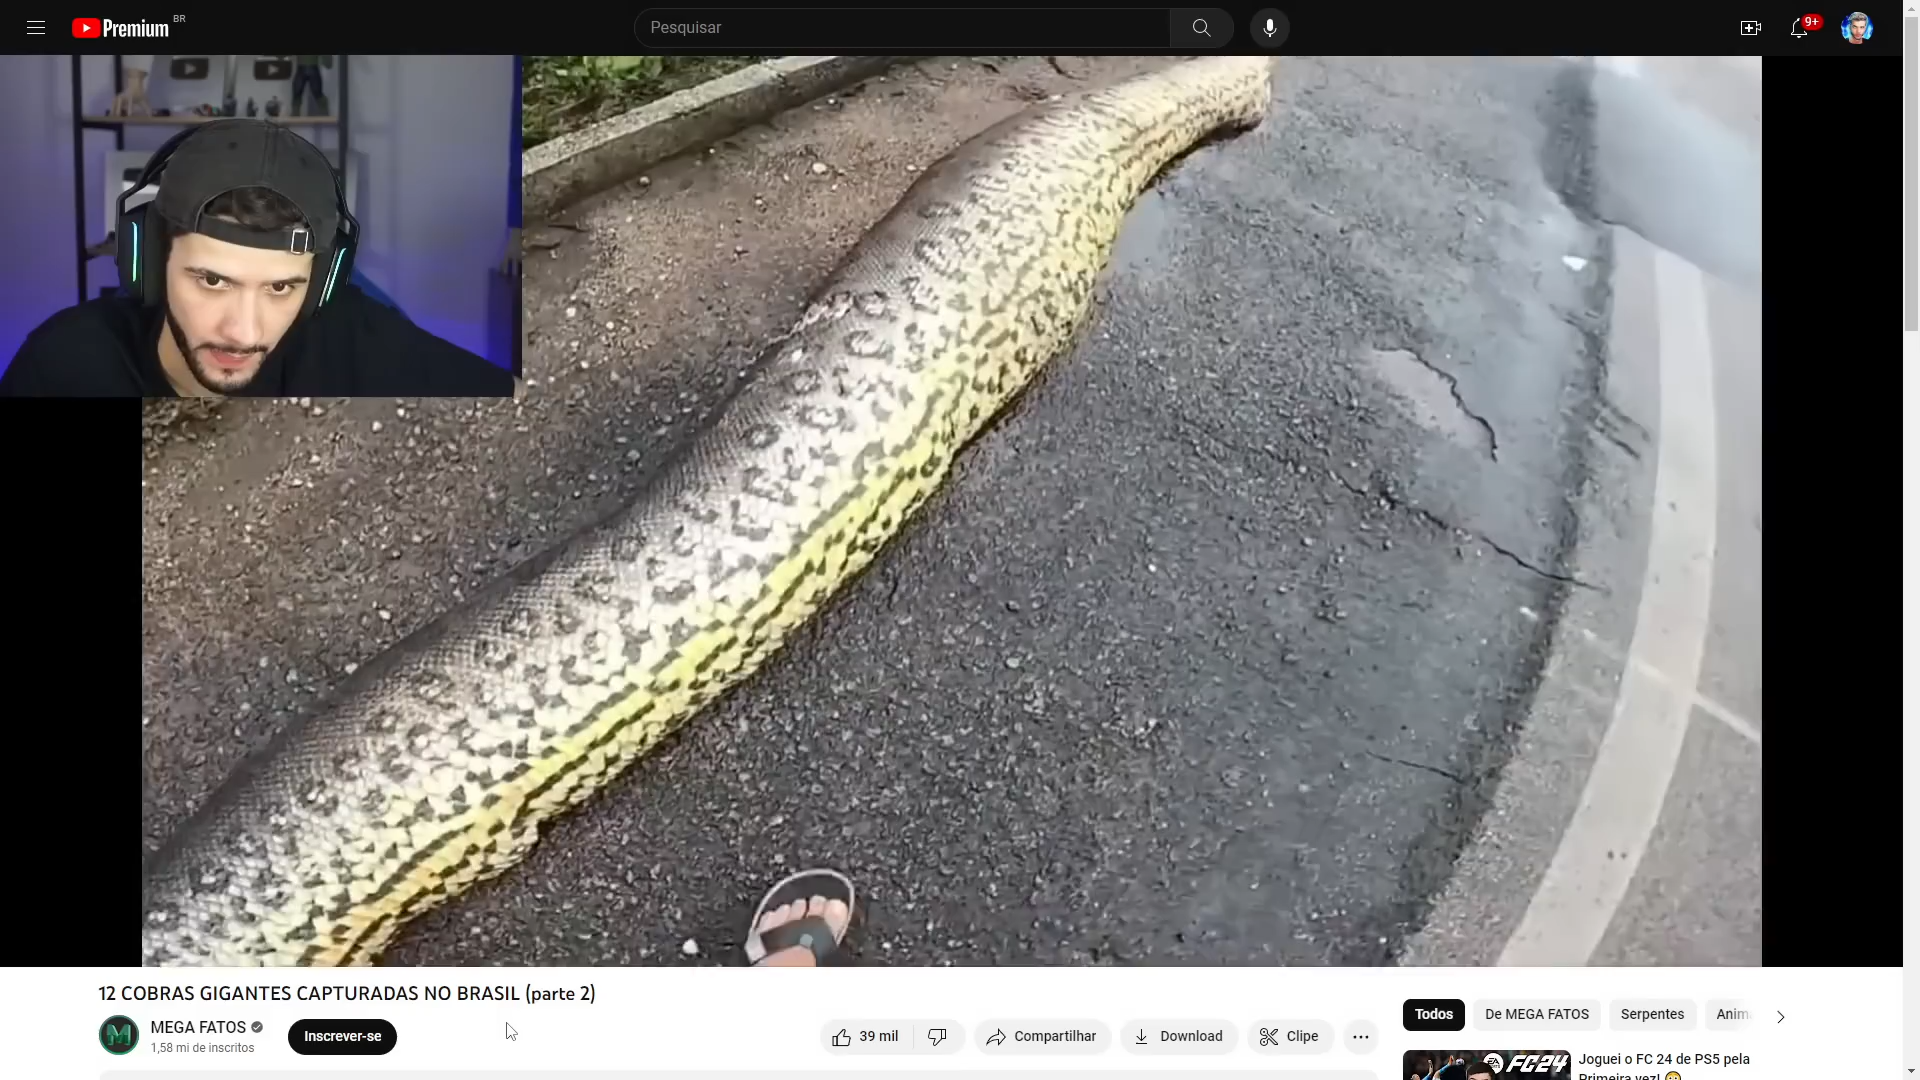 Premium BR
Pesquisar
9+
12 COBRAS GIGANTES CAPTURADAS NO BRASIL (parte 2)
MEGA FATOS
1,58 mi de inscritos
Inscrever-se
39 mil
Compartilhar
Download
Clipe
Todos
De MEGA FATOS
Serpentes
Anim
EA SPORTS FC24
Joguei o FC 24 de PS5 pela
Primeira vez! 😳